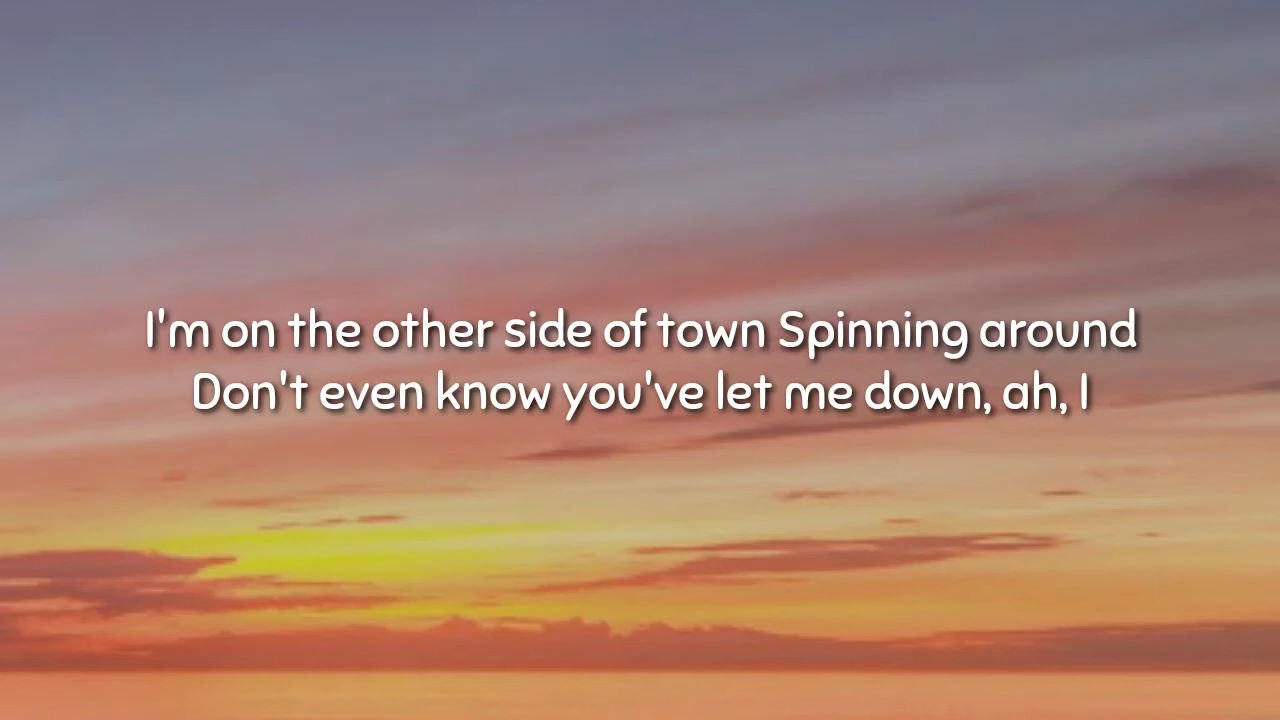 I'm on the other side of town Spinning around
Don't even know you've let me down, ah, I